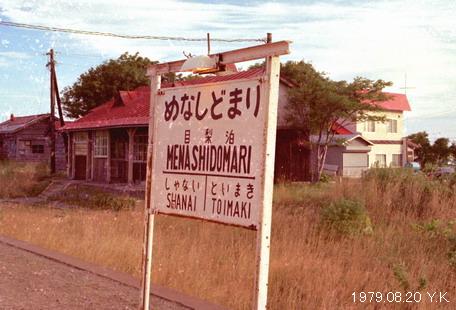 めなしどまり
目梨泊
MENASHIDOMARI
しゃない といまき
SHANAI TOIMAKI
1979.08.20 Y.K.